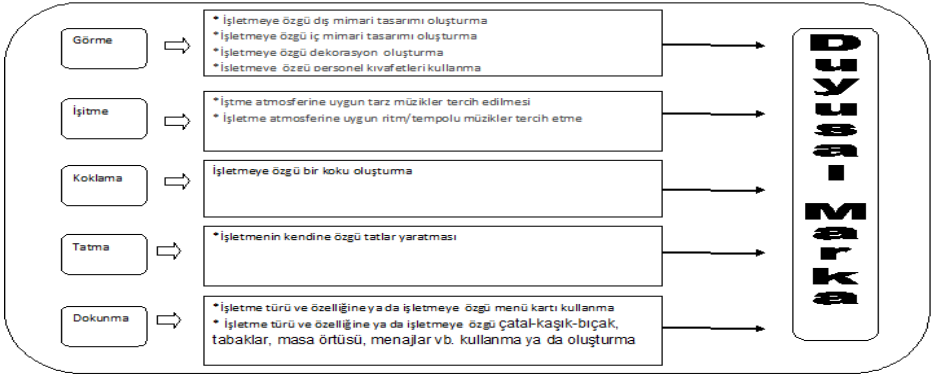 Görme
* İşletmeye özgü dış mimari tasarımı oluşturma
*İşletmeye özgü iç mimari tasarımı oluşturma
*İşletmeye özgü dekorasyon oluşturma
*İşletmeye özgü personel kıyafetleri kullanma
İşitme
*İştme atmosferine uygun tarz müzikler tercih edilmesi
* İşletme atmosferine uygun ritm/tempolu müzikler tercih etme
Koklama
İşletmeye özgü bir koku oluşturma
Tatma
*İşletmenin kendine özgü tatlar yaratması
Dokunma
*İşletme türü ve özelliğine ya da işletmeye özgü menü kartı kullanma
* İşletme türü ve özelliğine ya da işletmeye özgü çatal-kaşık-bıçak,
tabaklar, masa örtüsü, menajlar vb. kullanma ya da oluşturma
Duyusal Marka